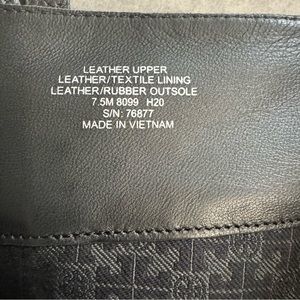 LEATHER UPPER
LEATHER/TEXTILE LINING
LEATHER/RUBBER OUTSOLE
7.5M 8099 H20
S/N: 76877
MADE IN VIETNAM